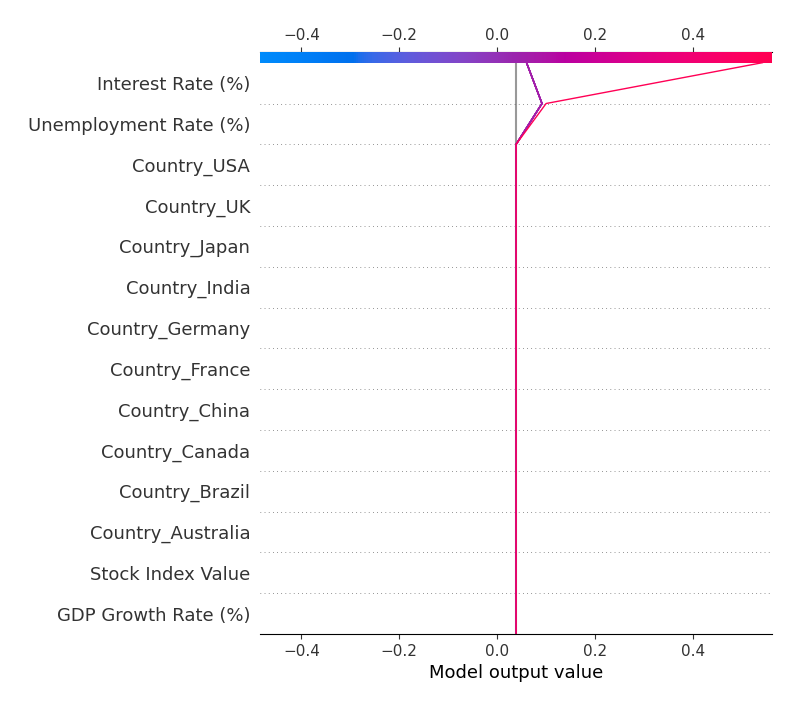 −0.4 −0.2 0.0 0.2 0.4
Interest Rate (%)
Unemployment Rate (%)
Country_USA
Country_UK
Country_Japan
Country_India
Country_Germany
Country_France
Country_China
Country_Canada
Country_Brazil
Country_Australia
Stock Index Value
GDP Growth Rate (%)
−0.4 −0.2 0.0 0.2 0.4
Model output value